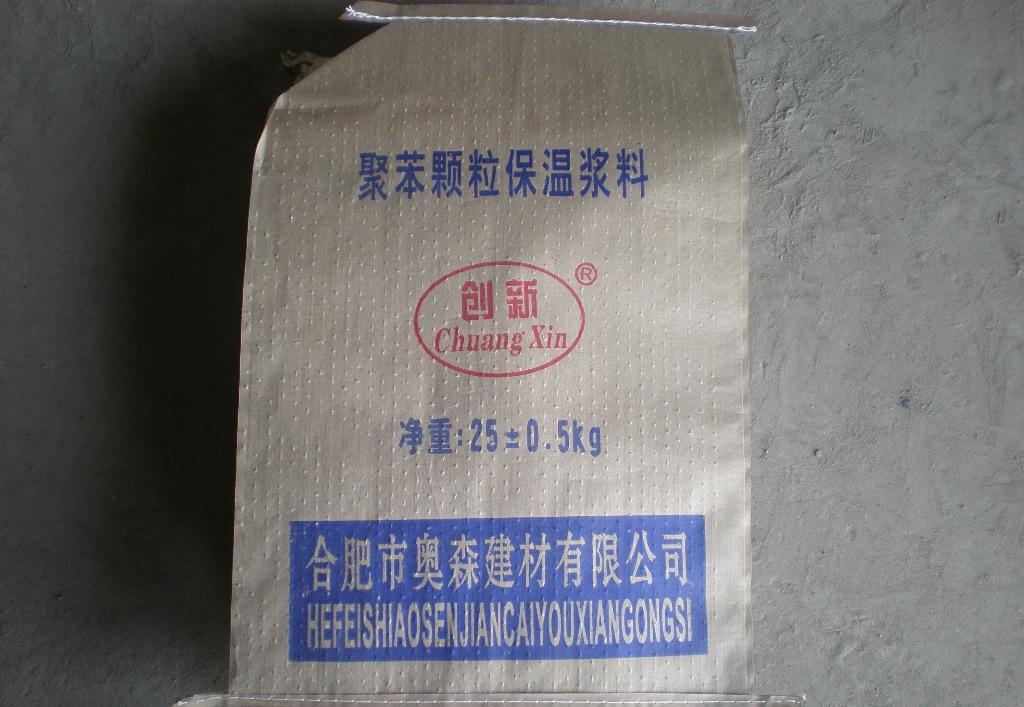 聚苯颗粒保温浆料
创新
®
Chuang Xin
净重:25±0.5kg
合肥市奥森建材有限公司
HEFEISHIAOSENJIANCAIYOUXIANGONGSI